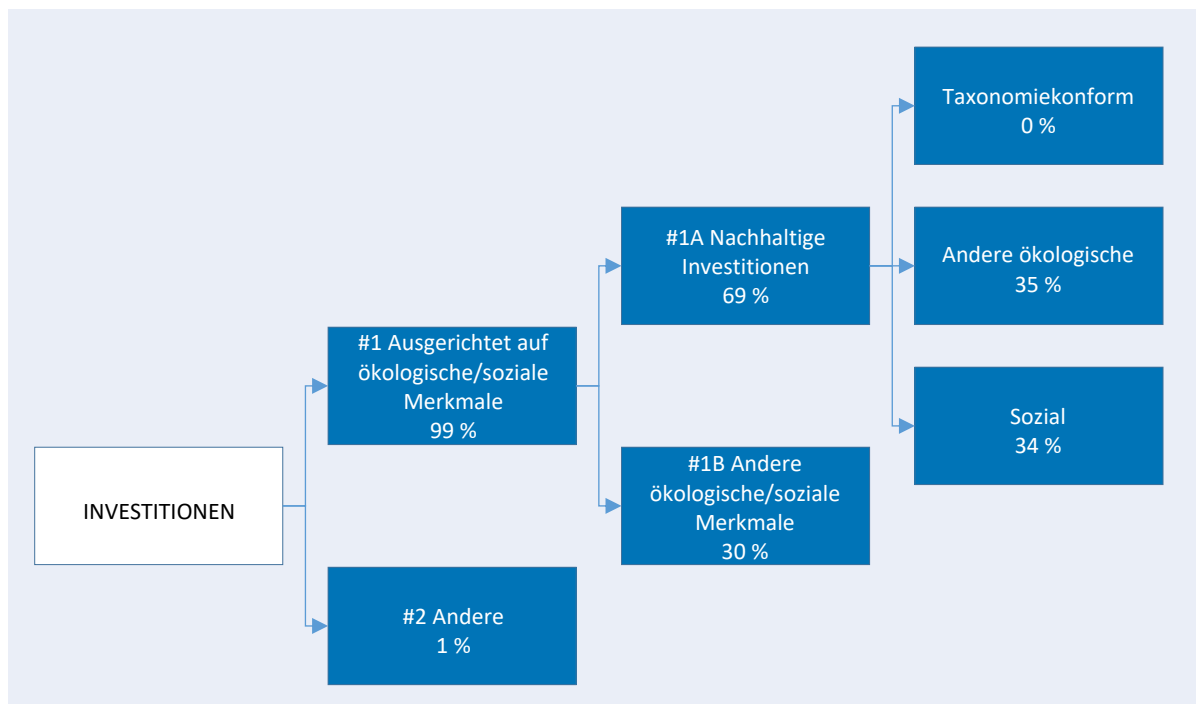 INVESTITIONEN
#1 Ausgerichtet auf
ökologische/soziale
Merkmale
99 %
#2 Andere
1 %
#1A Nachhaltige
Investitionen
69 %
#1B Andere
ökologische/soziale
Merkmale
30 %
Taxonomiekonform
0 %
Andere ökologische
35 %
Sozial
34 %